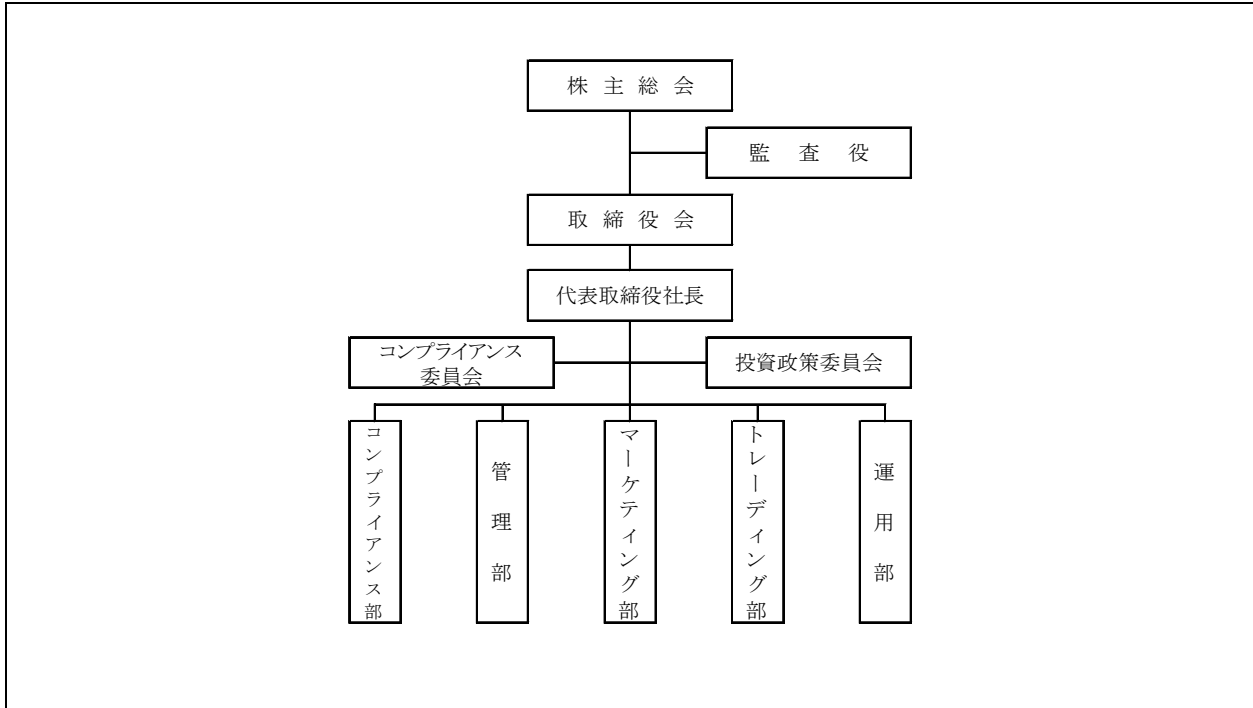 株主総会
監査役
取締役会
代表取締役社長
コンプライアンス
委員会
投資政策委員会
コンプライアンス部
管理部
マーケティング部
トレーディング部
運用部